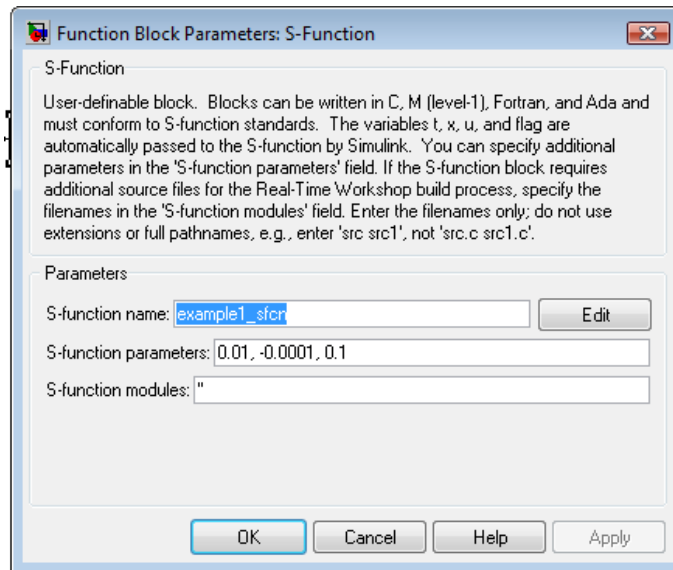 Function Block Parameters: S-Function
S-Function
User-definable block.  Blocks can be written in C, M (level-1), Fortran, and Ada and
must conform to S-function standards.  The variables t, x, u, and flag are
automatically passed to the S-function by Simulink.  You can specify additional
parameters in the 'S-function parameters' field. If the S-function block requires
additional source files for the Real-Time Workshop build process, specify the
filenames in the 'S-function modules' field. Enter the filenames only; do not use
extensions or full pathnames, e.g., enter 'src src1', not 'src.c src1.c'.
Parameters
S-function name: example1_sfcn Edit
S-function parameters: 0.01, -0.0001, 0.1
S-function modules: ''
OK Cancel Help Apply